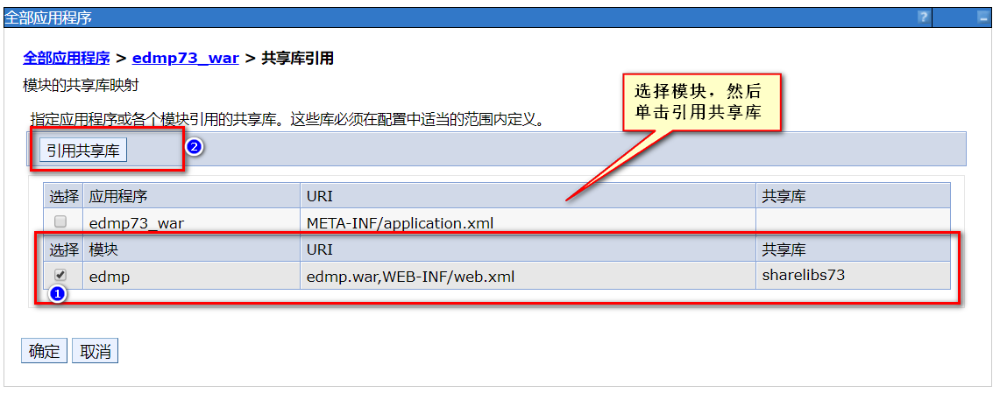 全部应用程序
?
全部应用程序 > edmp73_war > 共享库引用
模块的共享库映射
选择模块，然后
单击引用共享库
指定应用程序或各个模块引用的共享库。这些库必须在配置中适当的范围内定义。
引用共享库
2
选择 应用程序 URI 共享库
edmp73_war META-INF/application.xml
选择 模块 URI 共享库
edmp edmp.war,WEB-INF/web.xml sharelibs73
1
确定 取消